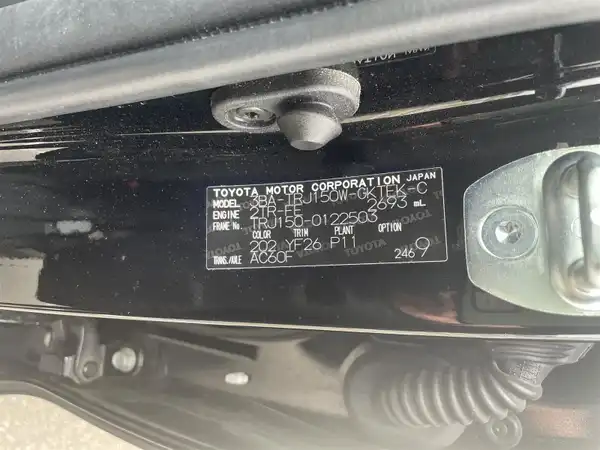 TOYOTA MOTOR CORPORATION JAPAN
MODEL 3BA-TRJ150W-GKTEK-C
ENGINE 2TR-FE 2693 mL
FRAME No. TRJ150-0122503
COLOR TRIM PLANT OPTION
202 YF26 P11
TRANS./AXLE AC60F 246 9
TOYOTA